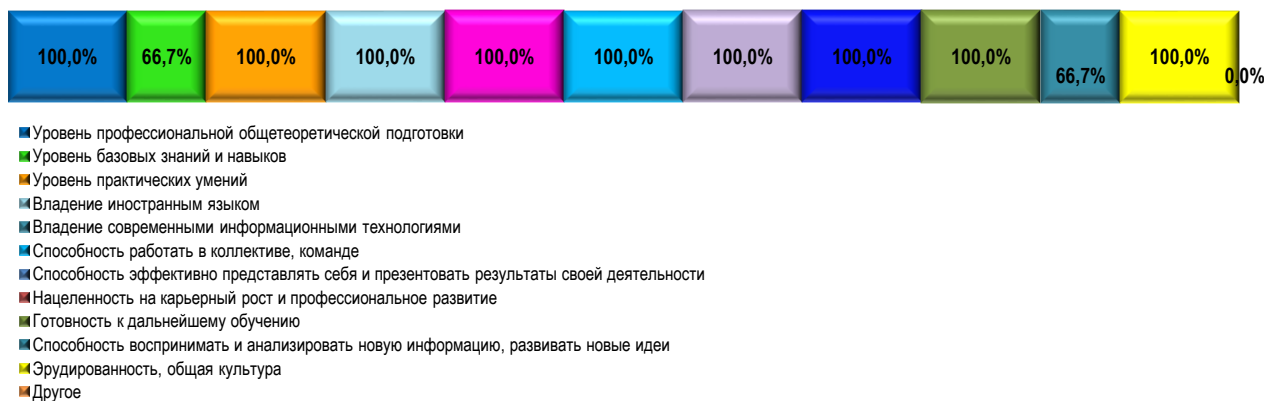 100,0% 66,7% 100,0% 100,0% 100,0% 100,0% 100,0% 100,0% 100,0% 66,7% 100,0% 0,0%
Уровень профессиональной общетеоретической подготовки
Уровень базовых знаний и навыков
Уровень практических умений
Владение иностранным языком
Владение современными информационными технологиями
Способность работать в коллективе, команде
Способность эффективно представлять себя и презентовать результаты своей деятельности
Нацеленность на карьерный рост и профессиональное развитие
Готовность к дальнейшему обучению
Способность воспринимать и анализировать новую информацию, развивать новые идеи
Эрудированность, общая культура
Другое